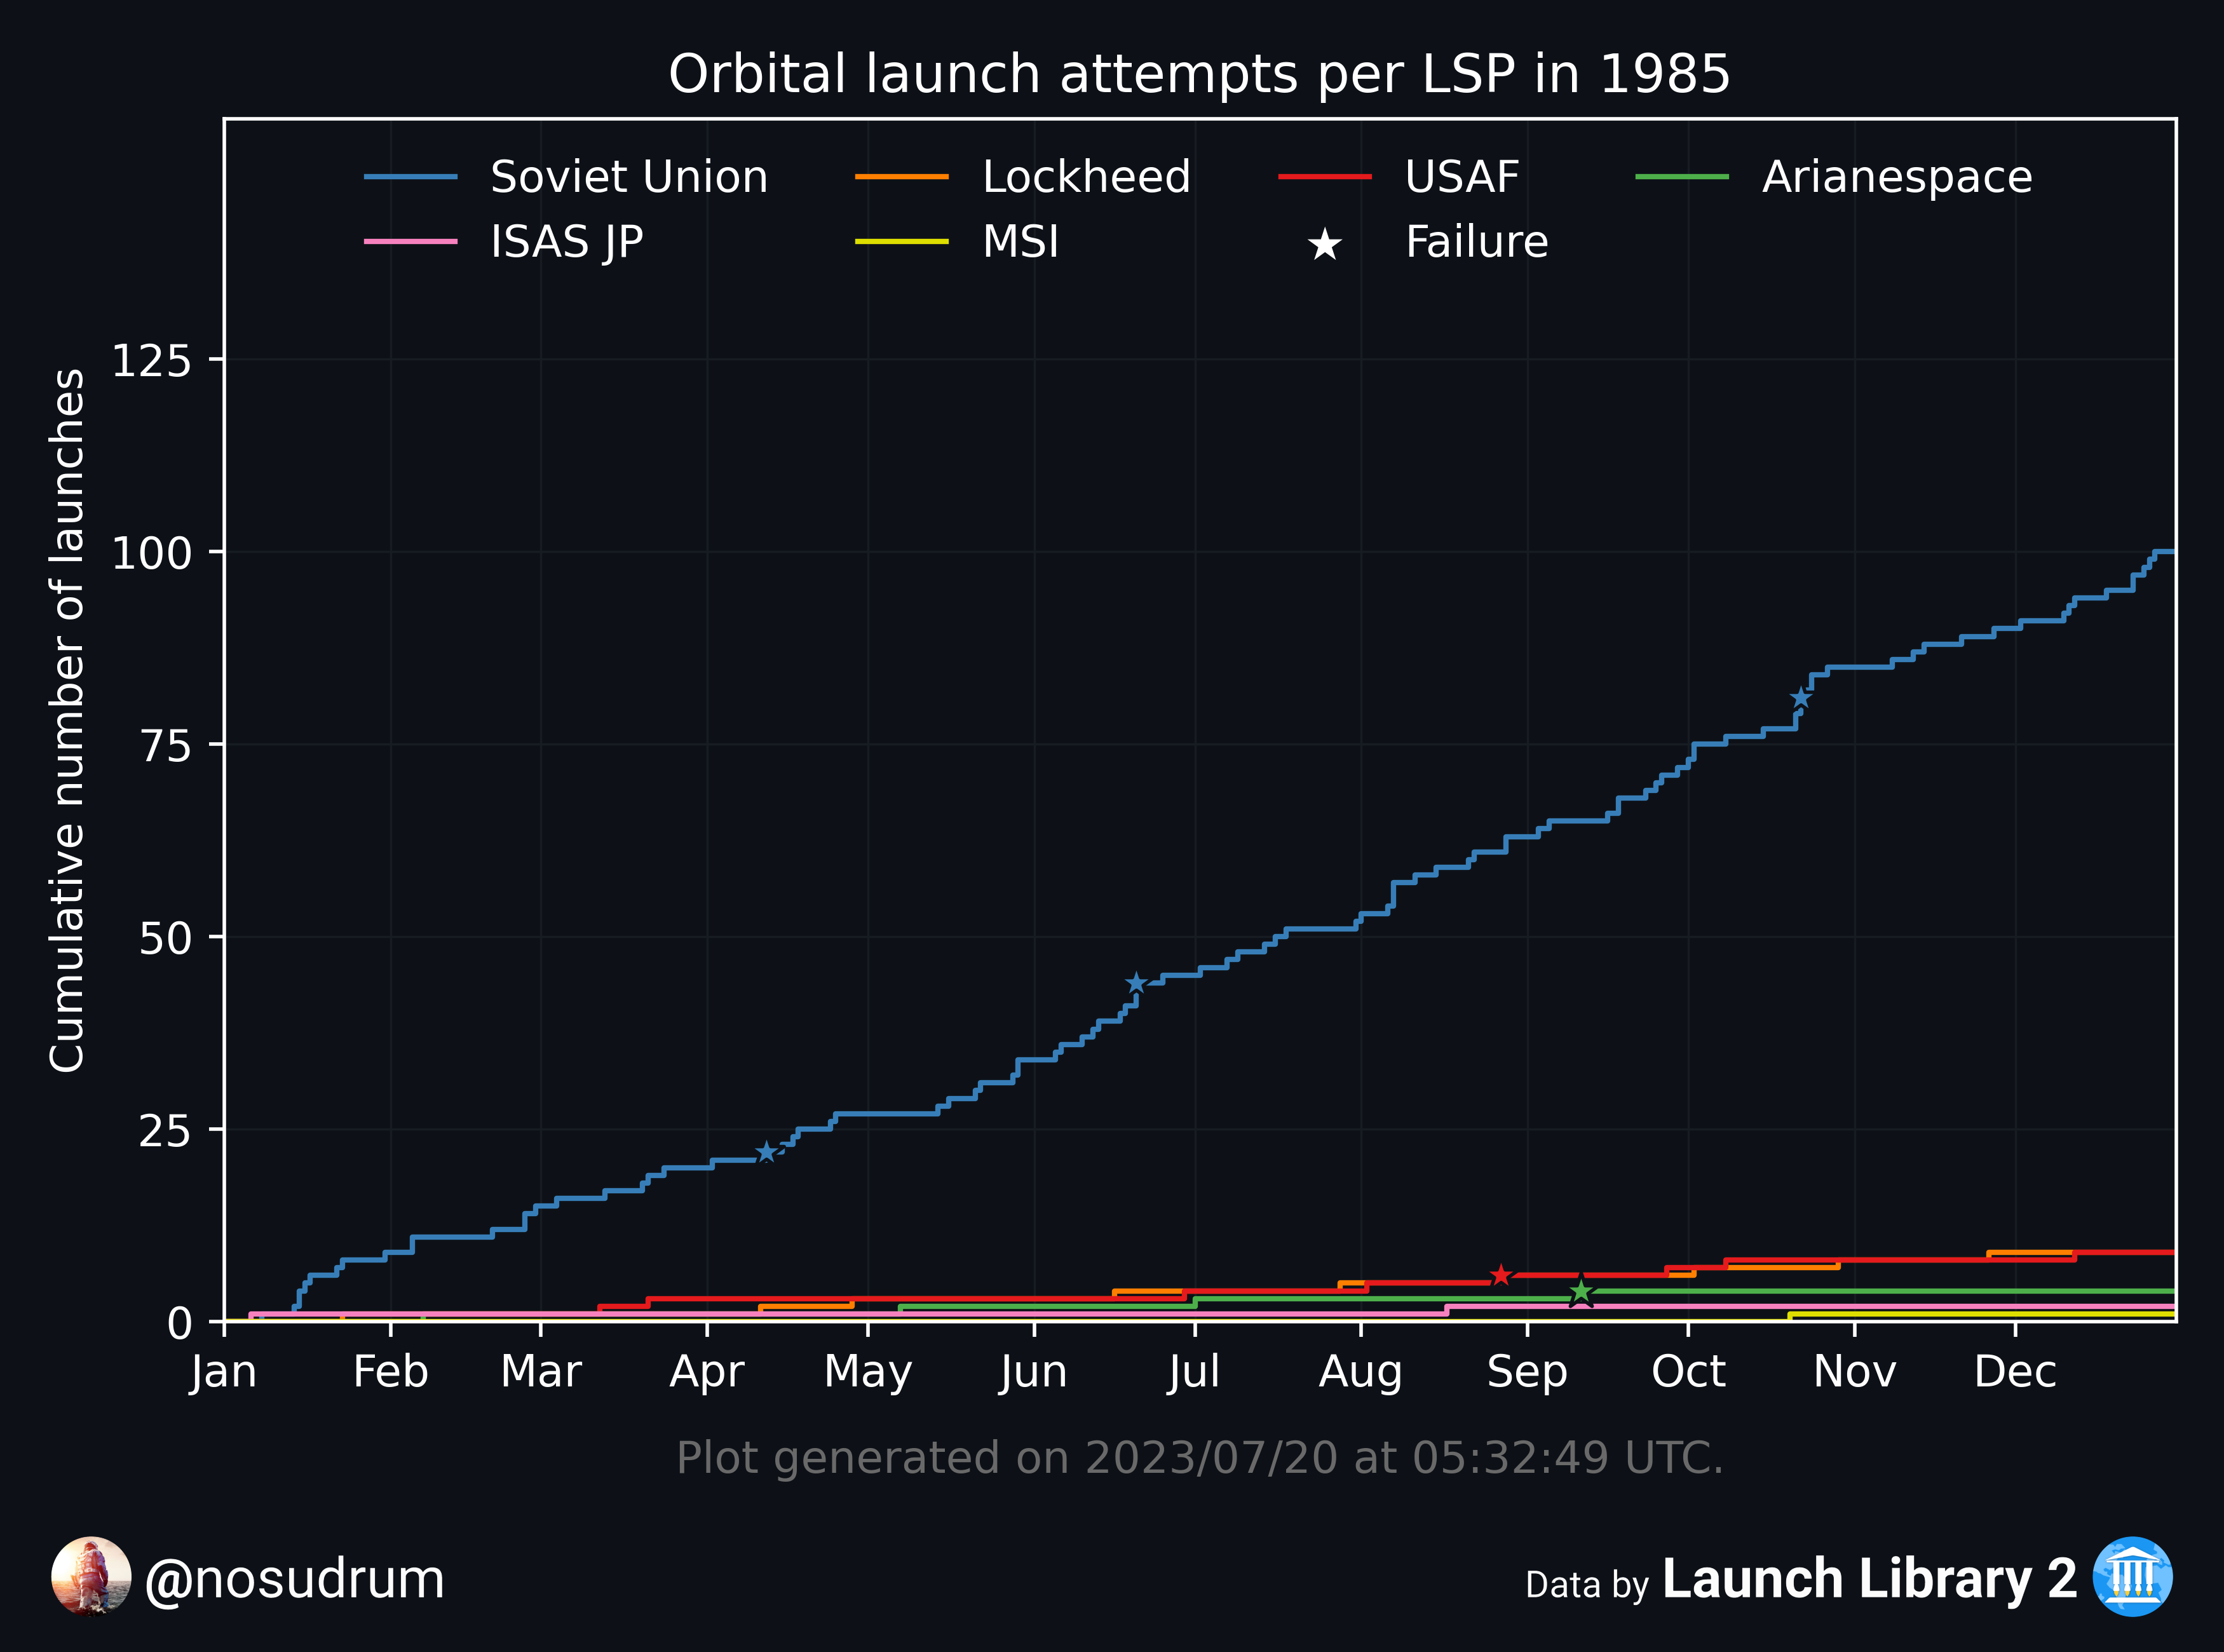 Orbital launch attempts per LSP in 1985
Soviet Union Lockheed USAF Arianespace
ISAS JP MSI Failure
Cumulative number of launches
125
100
75
50
25
0
Jan Feb Mar Apr May Jun Jul Aug Sep Oct Nov Dec
Plot generated on 2023/07/20 at 05:32:49 UTC.
@nosudrum
Data by Launch Library 2